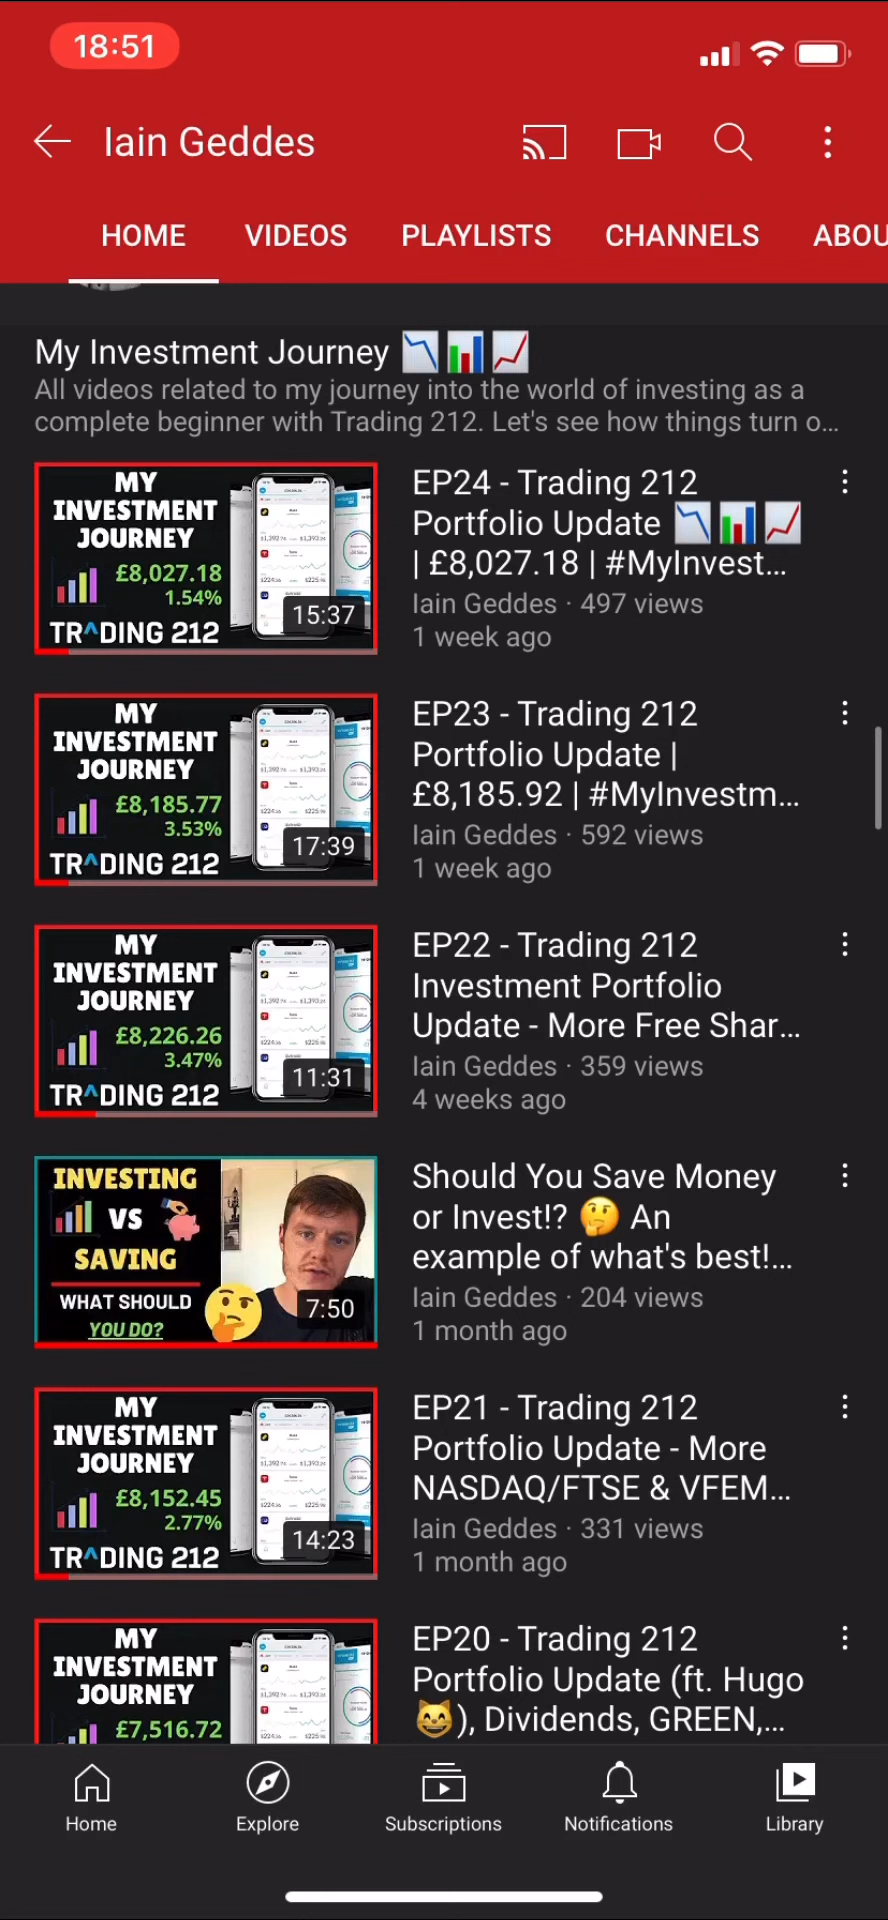 18:51
Iain Geddes
HOME VIDEOS PLAYLISTS CHANNELS ABOU
My Investment Journey 📉📊📈
All videos related to my journey into the world of investing as a
complete beginner with Trading 212. Let's see how things turn o...
MY
INVESTMENT
JOURNEY
£8,027.18
1.54%
TR^DING 212
15:37
EP24 - Trading 212
Portfolio Update 📉📊📈
| £8,027.18 | #MyInvest...
Iain Geddes · 497 views
1 week ago
MY
INVESTMENT
JOURNEY
£8,185.77
3.53%
TR^DING 212
17:39
EP23 - Trading 212
Portfolio Update |
£8,185.92 | #MyInvestm...
Iain Geddes · 592 views
1 week ago
MY
INVESTMENT
JOURNEY
£8,226.26
3.47%
TR^DING 212
11:31
EP22 - Trading 212
Investment Portfolio
Update - More Free Shar...
Iain Geddes · 359 views
4 weeks ago
INVESTING
VS
SAVING
WHAT SHOULD
YOU DO?
7:50
Should You Save Money
or Invest!? 🤔 An
example of what's best!...
Iain Geddes · 204 views
1 month ago
MY
INVESTMENT
JOURNEY
£8,152.45
2.77%
TR^DING 212
14:23
EP21 - Trading 212
Portfolio Update - More
NASDAQ/FTSE & VFEM...
Iain Geddes · 331 views
1 month ago
MY
INVESTMENT
JOURNEY
£7,516.72
EP20 - Trading 212
Portfolio Update (ft. Hugo
😸), Dividends, GREEN,...
Home Explore Subscriptions Notifications Library